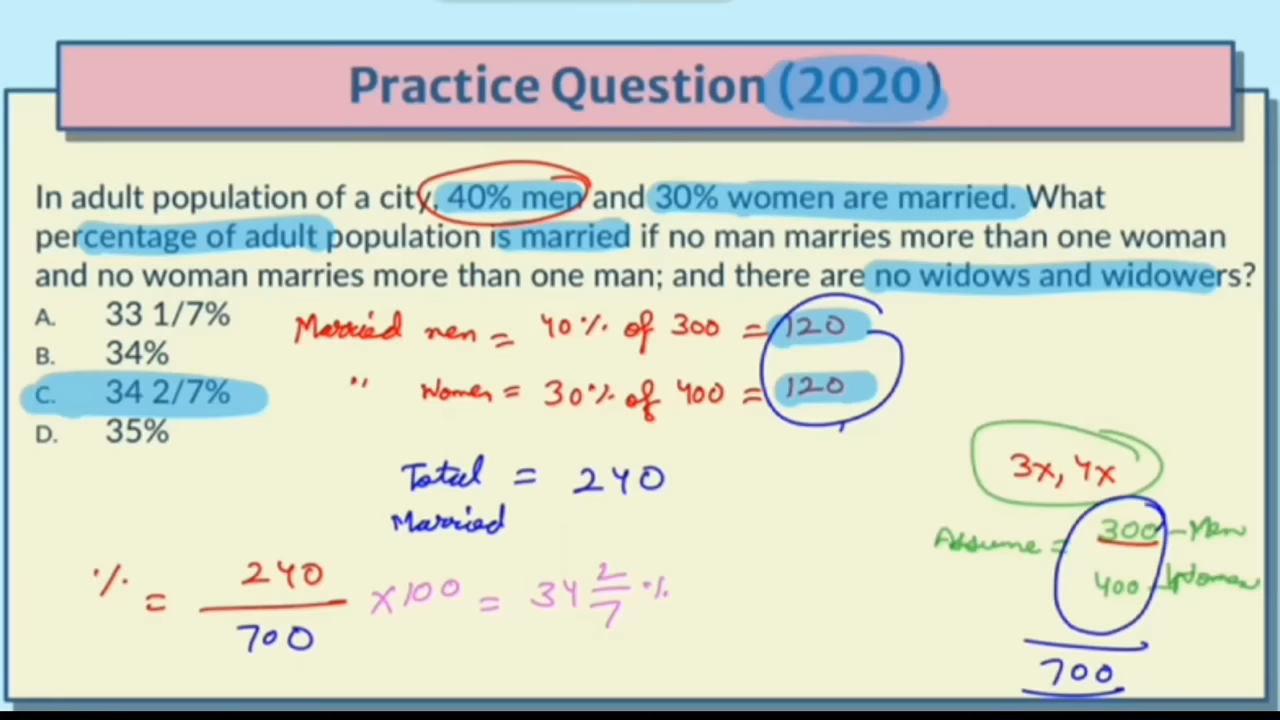 Practice Question (2020)
In adult population of a city, 40% men and 30% women are married. What
percentage of adult population is married if no man marries more than one woman
and no woman marries more than one man; and there are no widows and widowers?
A. 33 1/7%
B. 34%
C. 34 2/7%
D. 35%
Married men = 40% of 300 = 120
" Women = 30% of 400 = 120
Total = 240
Married
% = 240/700 x100 = 34 2/7 %
3x, 4x
Assume = 300 - Men
400 - Women
700